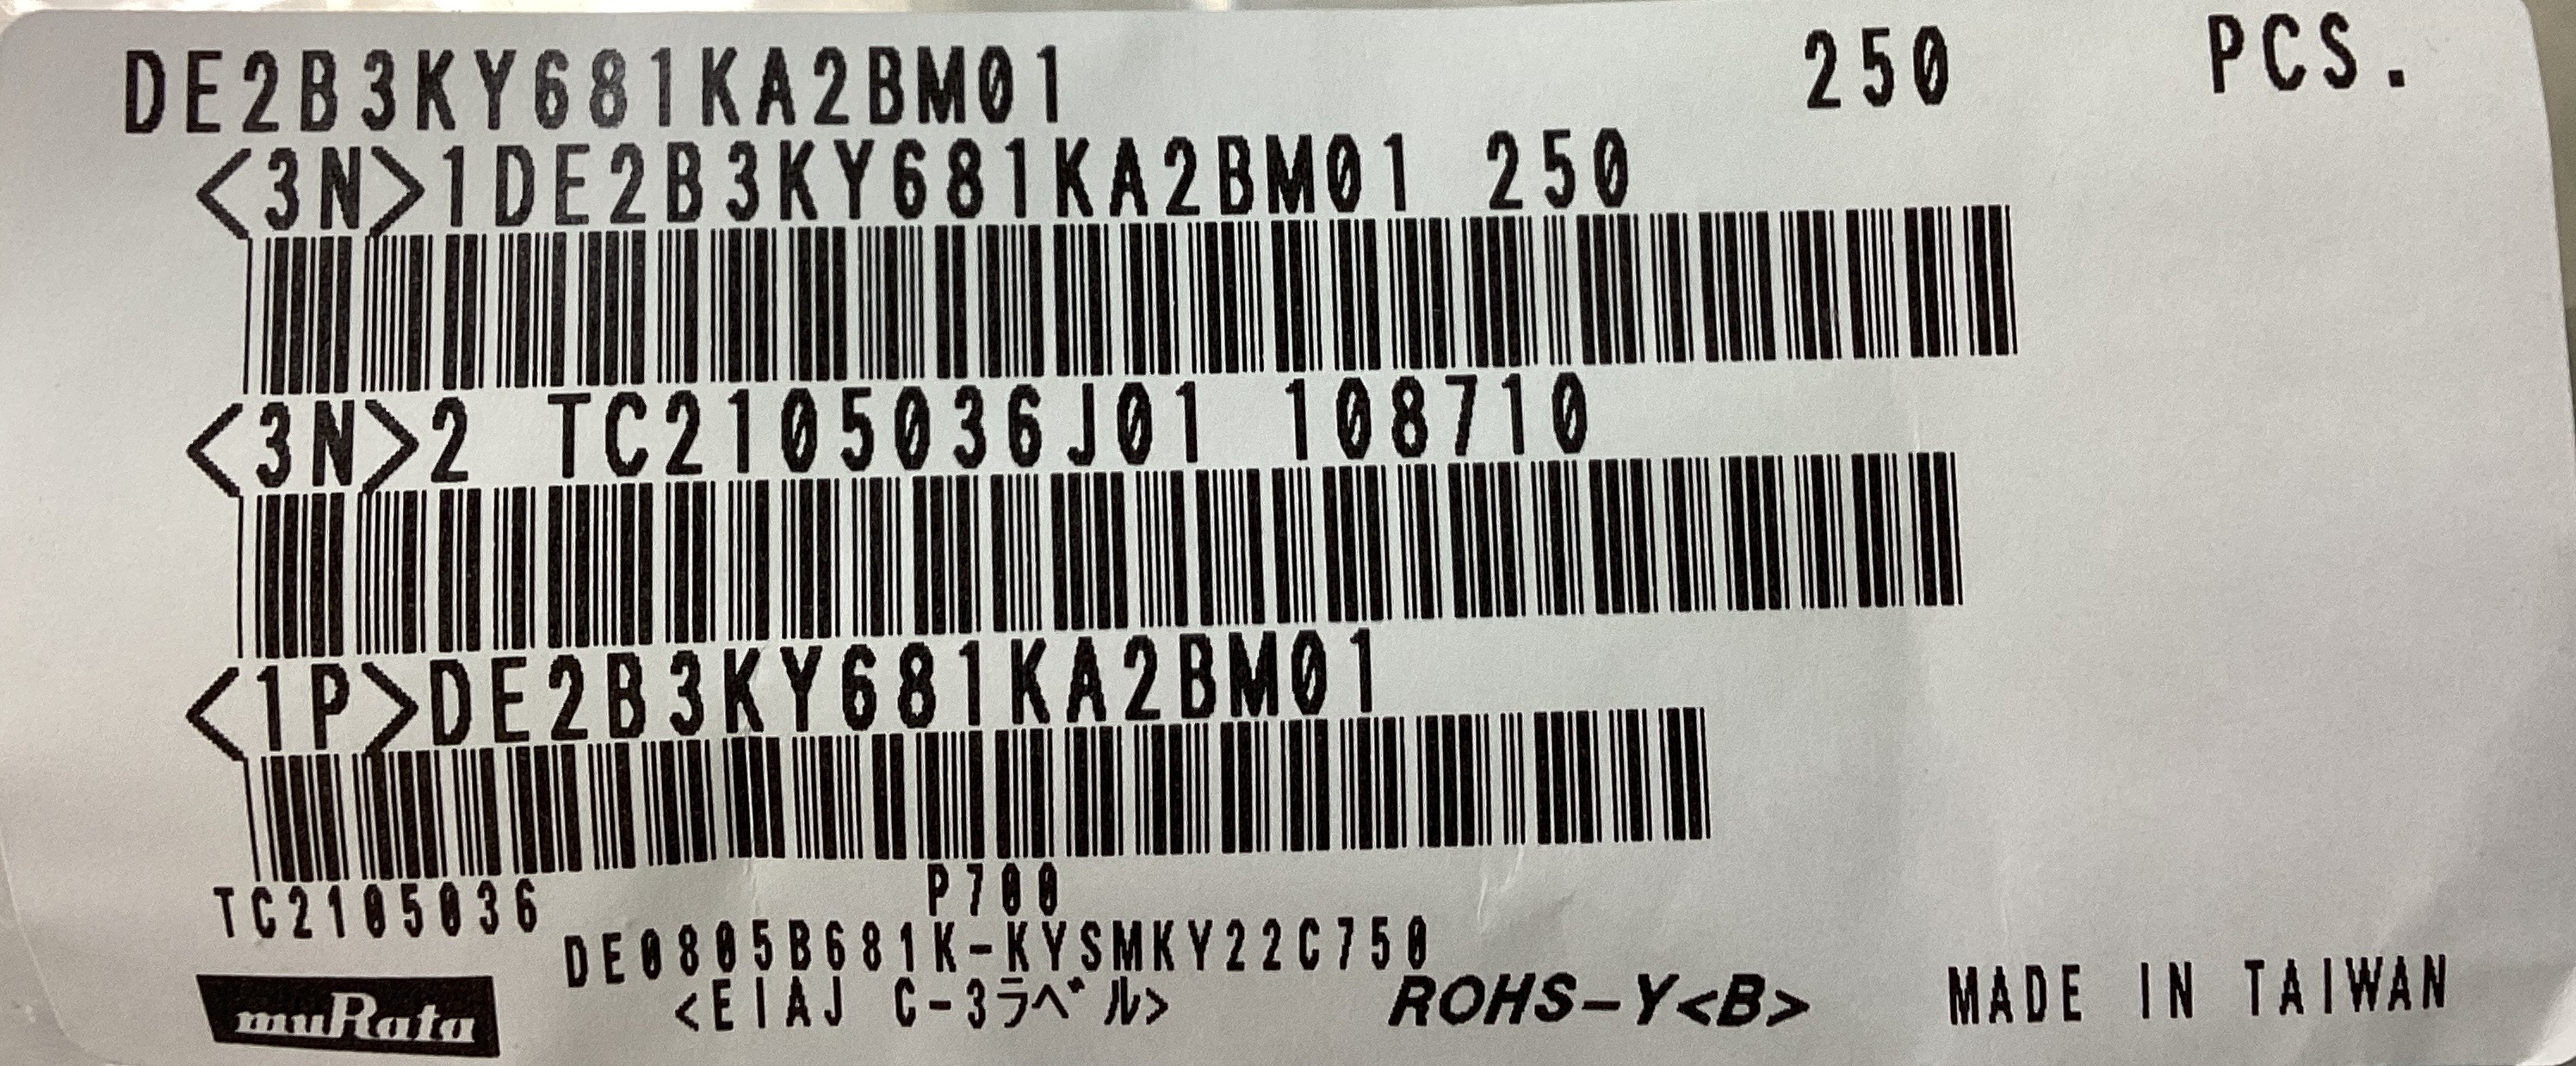 DE2B3KY681KA2BM01 250 PCS.
<3N>1DE2B3KY681KA2BM01 250
<3N>2 TC2105036J01 108710
<1P>DE2B3KY681KA2BM01
TC2105036 P700
DE0805B681K-KYSMKY22C750
muRata <EIAJ C-3ラベル> ROHS-Y<B> MADE IN TAIWAN